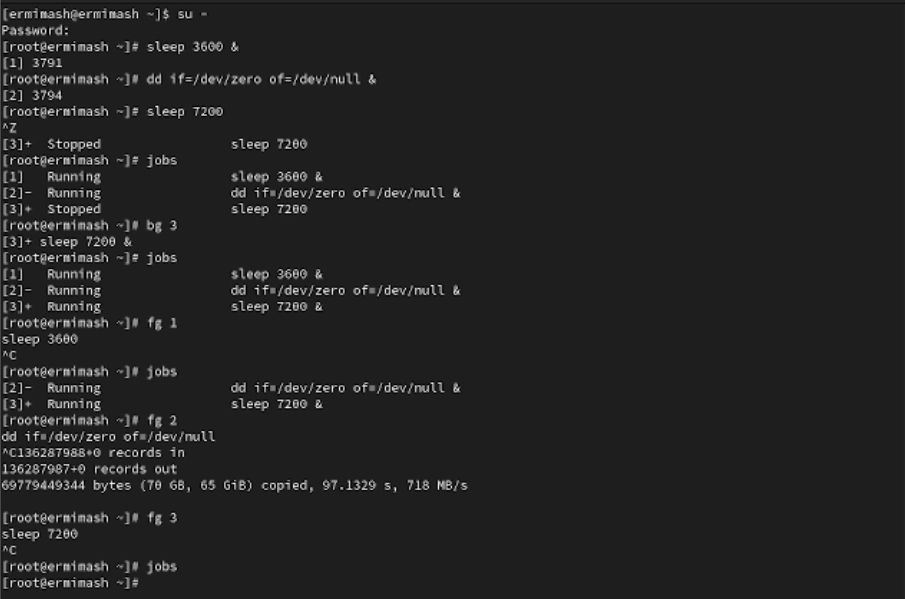 [ermimash@ermimash ~]$ su -
Password:
[root@ermimash ~]# sleep 3600 &
[1] 3791
[root@ermimash ~]# dd if=/dev/zero of=/dev/null &
[2] 3794
[root@ermimash ~]# sleep 7200
^Z
[3]+  Stopped                 sleep 7200
[root@ermimash ~]# jobs
[1]   Running                 sleep 3600 &
[2]-  Running                 dd if=/dev/zero of=/dev/null &
[3]+  Stopped                 sleep 7200
[root@ermimash ~]# bg 3
[3]+ sleep 7200 &
[root@ermimash ~]# jobs
[1]   Running                 sleep 3600 &
[2]-  Running                 dd if=/dev/zero of=/dev/null &
[3]+  Running                 sleep 7200 &
[root@ermimash ~]# fg 1
sleep 3600
^C
[root@ermimash ~]# jobs
[2]-  Running                 dd if=/dev/zero of=/dev/null &
[3]+  Running                 sleep 7200 &
[root@ermimash ~]# fg 2
dd if=/dev/zero of=/dev/null
^C136287988+0 records in
136287987+0 records out
69779449344 bytes (70 GB, 65 GiB) copied, 97.1329 s, 718 MB/s
[root@ermimash ~]# fg 3
sleep 7200
^C
[root@ermimash ~]# jobs
[root@ermimash ~]#